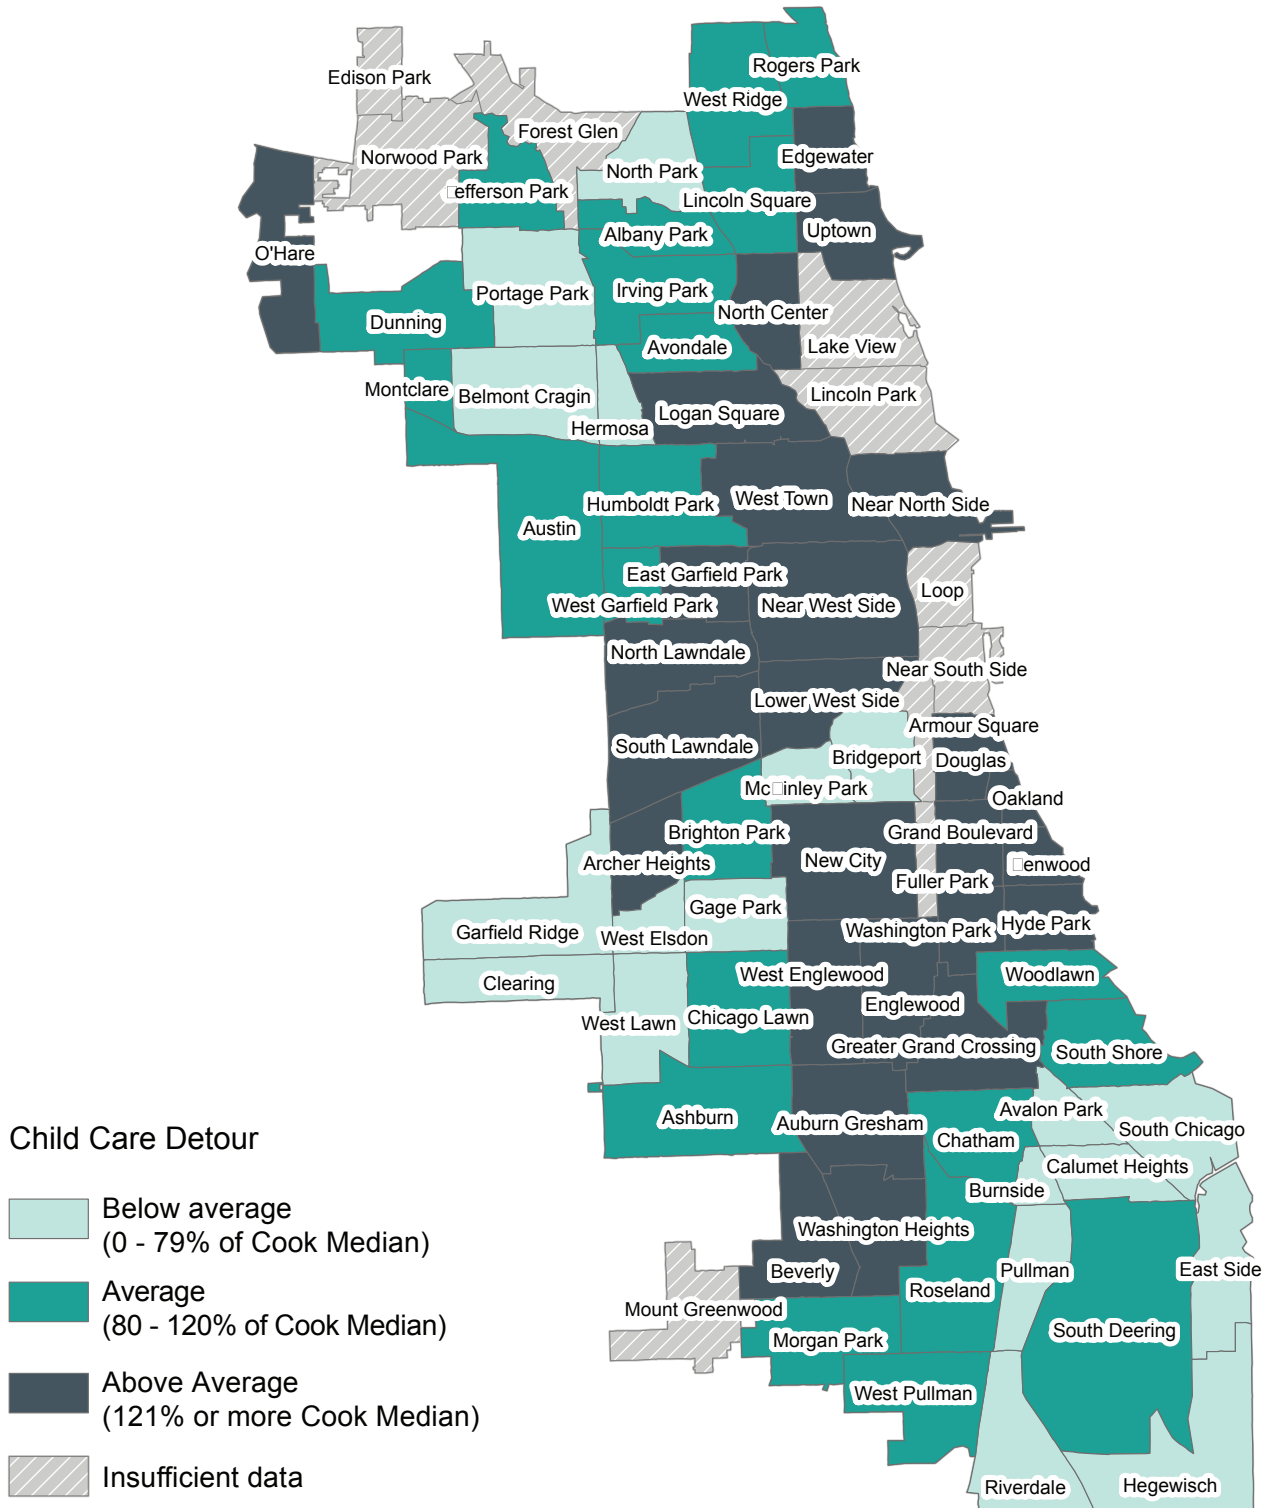 Edison Park
Rogers Park
West Ridge
Forest Glen
Norwood Park
Edgewater
North Park
□efferson Park
Lincoln Square
Uptown
Albany Park
O'Hare
Irving Park
Portage Park
North Center
Dunning
Lake View
Avondale
Montclare
Belmont Cragin
Lincoln Park
Logan Square
Hermosa
West Town
Humboldt Park
Near North Side
Austin
East Garfield Park
Loop
West Garfield Park
Near West Side
North Lawndale
Near South Side
Lower West Side
Armour Square
South Lawndale
Bridgeport
Douglas
Mc□inley Park
Oakland
Brighton Park
Grand Boulevard
Archer Heights
New City
□enwood
Fuller Park
Gage Park
Hyde Park
Garfield Ridge
West Elsdon
Washington Park
West Englewood
Woodlawn
Clearing
Englewood
West Lawn
Chicago Lawn
Greater Grand Crossing
South Shore
Ashburn
Auburn Gresham
Avalon Park
South Chicago
Chatham
Calumet Heights
Burnside
Washington Heights
Beverly
Pullman
East Side
Roseland
Mount Greenwood
Morgan Park
South Deering
West Pullman
Riverdale
Hegewisch
Child Care Detour
Below average
(0 - 79% of Cook Median)
Average
(80 - 120% of Cook Median)
Above Average
(121% or more Cook Median)
Insufficient data